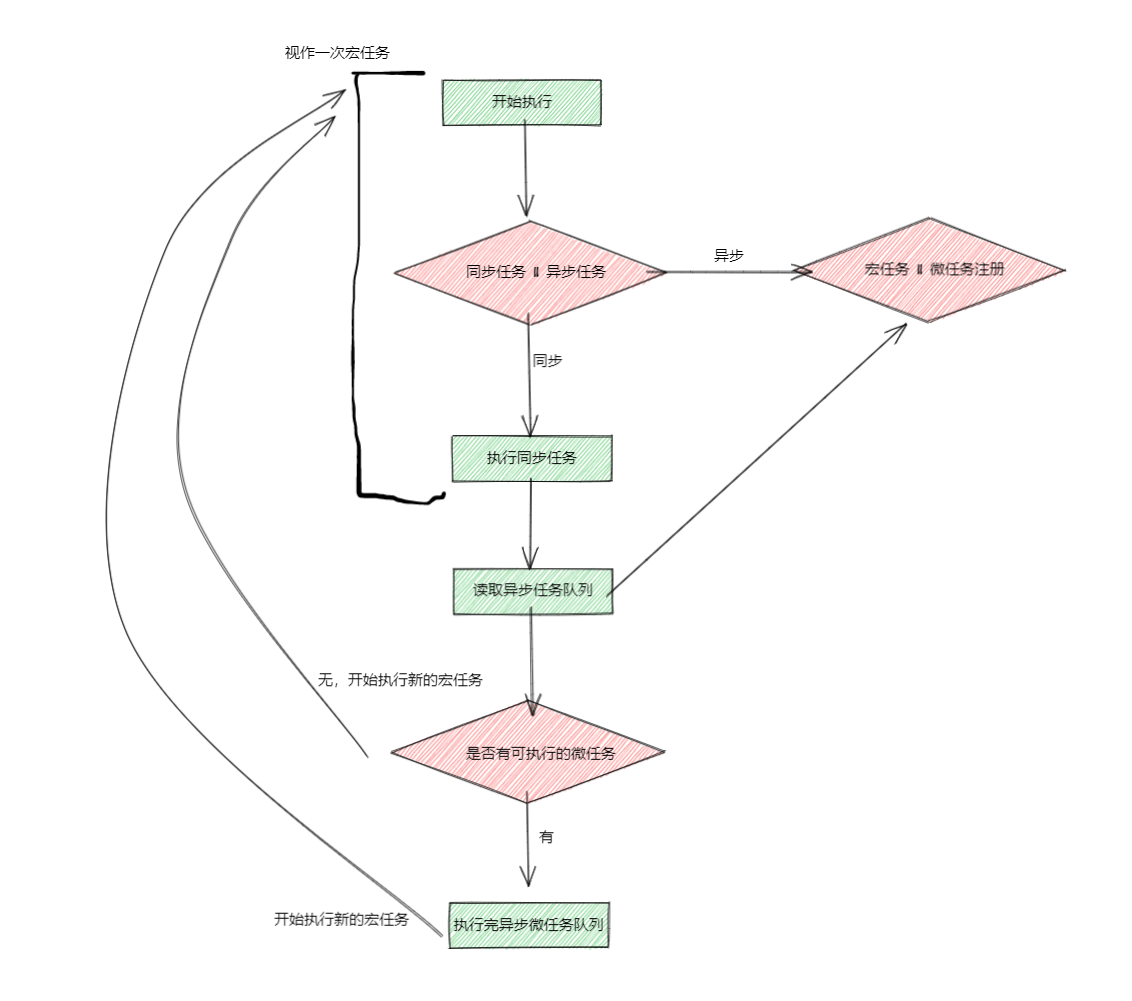 视作一次宏任务
开始执行
同步任务 || 异步任务
异步
宏任务 || 微任务注册
同步
执行同步任务
读取异步任务队列
无，开始执行新的宏任务
是否有可执行的微任务
有
开始执行新的宏任务
执行完异步微任务队列